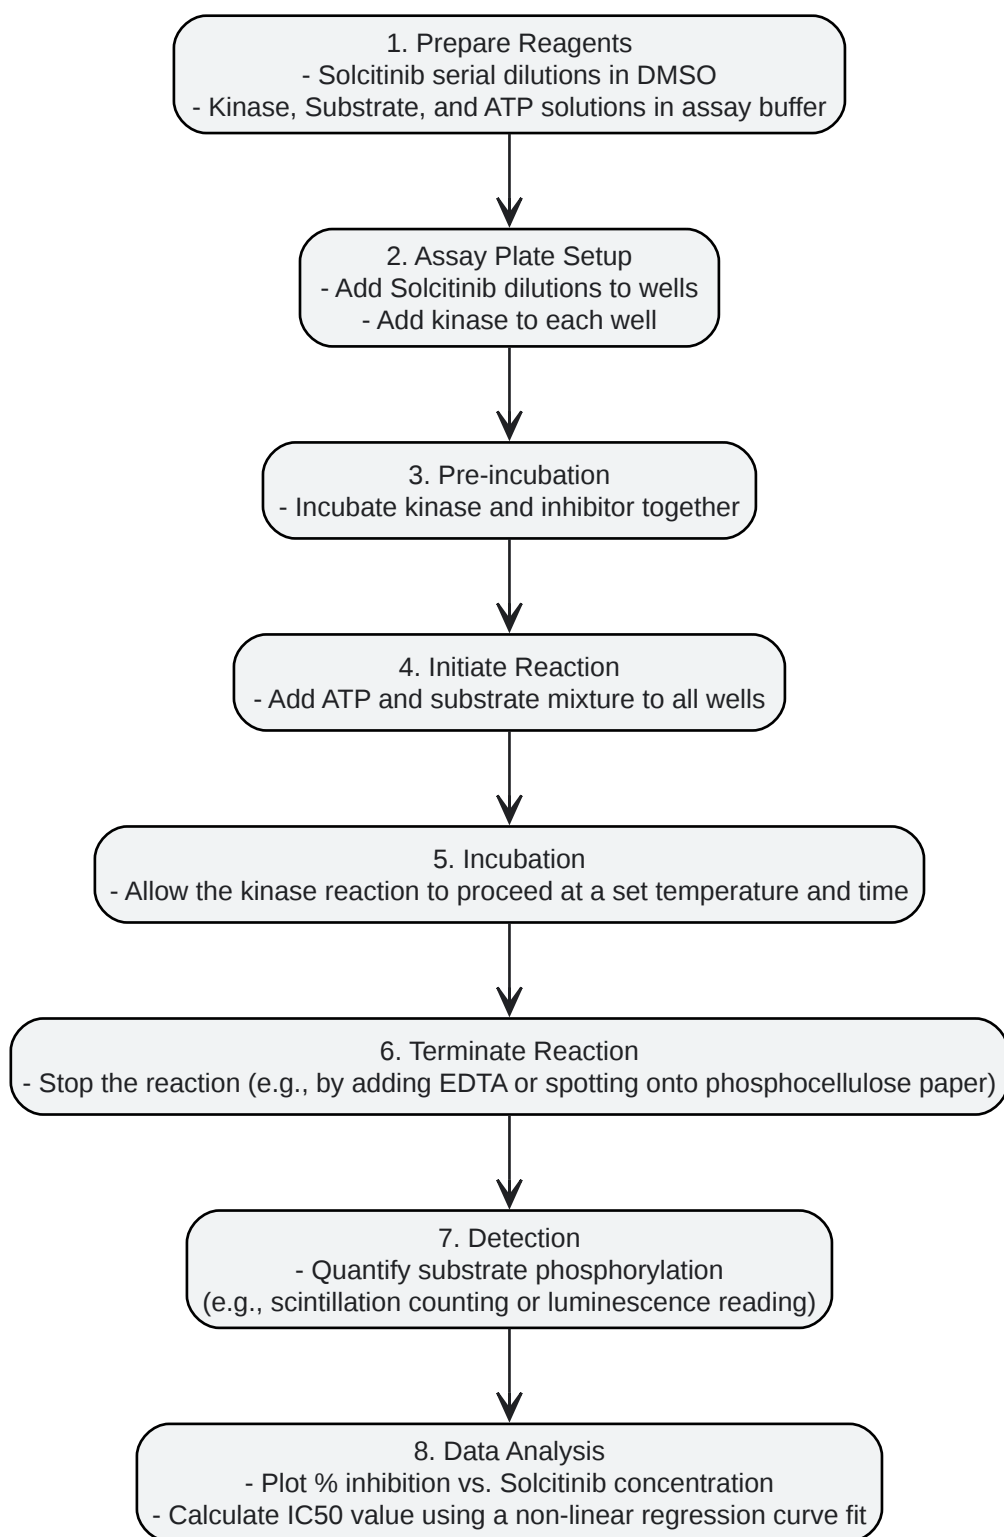 1. Prepare Reagents
- Solcitinib serial dilutions in DMSO
- Kinase, Substrate, and ATP solutions in assay buffer
2. Assay Plate Setup
- Add Solcitinib dilutions to wells
- Add kinase to each well
3. Pre-incubation
- Incubate kinase and inhibitor together
4. Initiate Reaction
- Add ATP and substrate mixture to all wells
5. Incubation
- Allow the kinase reaction to proceed at a set temperature and time
6. Terminate Reaction
- Stop the reaction (e.g., by adding EDTA or spotting onto phosphocellulose paper)
7. Detection
- Quantify substrate phosphorylation
(e.g., scintillation counting or luminescence reading)
8. Data Analysis
- Plot % inhibition vs. Solcitinib concentration
- Calculate IC50 value using a non-linear regression curve fit